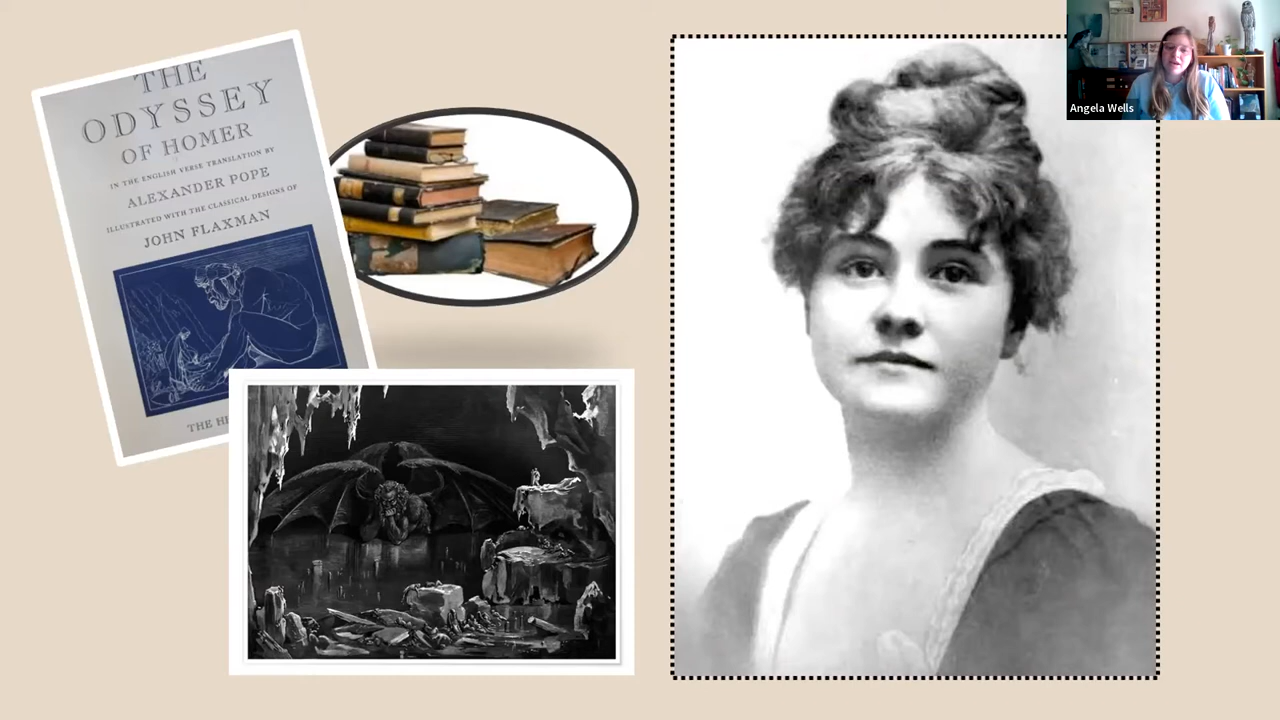 THE
ODYSSEY
OF HOMER
IN THE ENGLISH VERSE TRANSLATION BY
ALEXANDER POPE
ILLUSTRATED WITH THE CLASSICAL DESIGNS OF
JOHN FLAXMAN
THE
Angela Wells